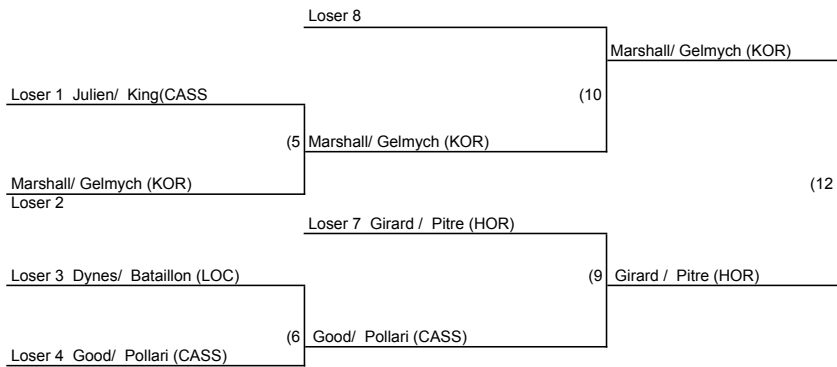 Loser 8
Marshall/ Gelmych (KOR)
Loser 1 Julien/ King(CASS
(10
(5 Marshall/ Gelmych (KOR)
Marshall/ Gelmych (KOR)
(12
Loser 2
Loser 7 Girard / Pitre (HOR)
Loser 3 Dynes/ Bataillon (LOC)
(9 Girard / Pitre (HOR)
(6 Good/ Pollari (CASS)
Loser 4 Good/ Pollari (CASS)